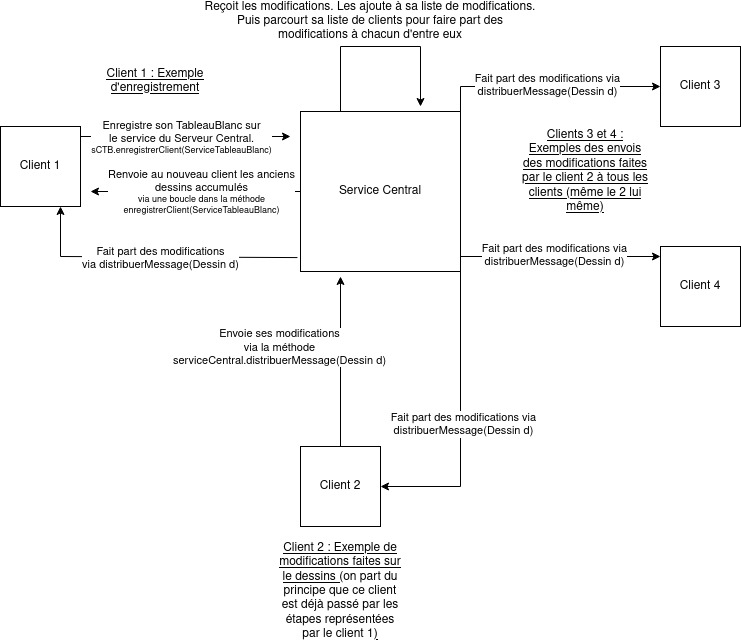 Reçoit les modifications. Les ajoute à sa liste de modifications.
Puis parcourt sa liste de clients pour faire part des
modifications à chacun d'entre eux
Client 1 : Exemple
d'enregistrement
Client 1
Enregistre son TableauBlanc sur
le service du Serveur Central.
sCTB.enregistrerClient(ServiceTableauBlanc)
Renvoie au nouveau client les anciens
dessins accumulés
via une boucle dans la méthode
enregistrerClient(ServiceTableauBlanc)
Fait part des modifications
via distribuerMessage(Dessin d)
Service Central
Fait part des modifications via
distribuerMessage(Dessin d)
Client 3
Clients 3 et 4 :
Exemples des envois
des modifications faites
par le client 2 à tous les
clients (même le 2 lui
même)
Fait part des modifications via
distribuerMessage(Dessin d)
Client 4
Envoie ses modifications
via la méthode
serviceCentral.distribuerMessage(Dessin d)
Fait part des modifications via
distribuerMessage(Dessin d)
Client 2
Client 2 : Exemple de
modifications faites sur
le dessins (on part du
principe que ce client
est déjà passé par les
étapes représentées
par le client 1)